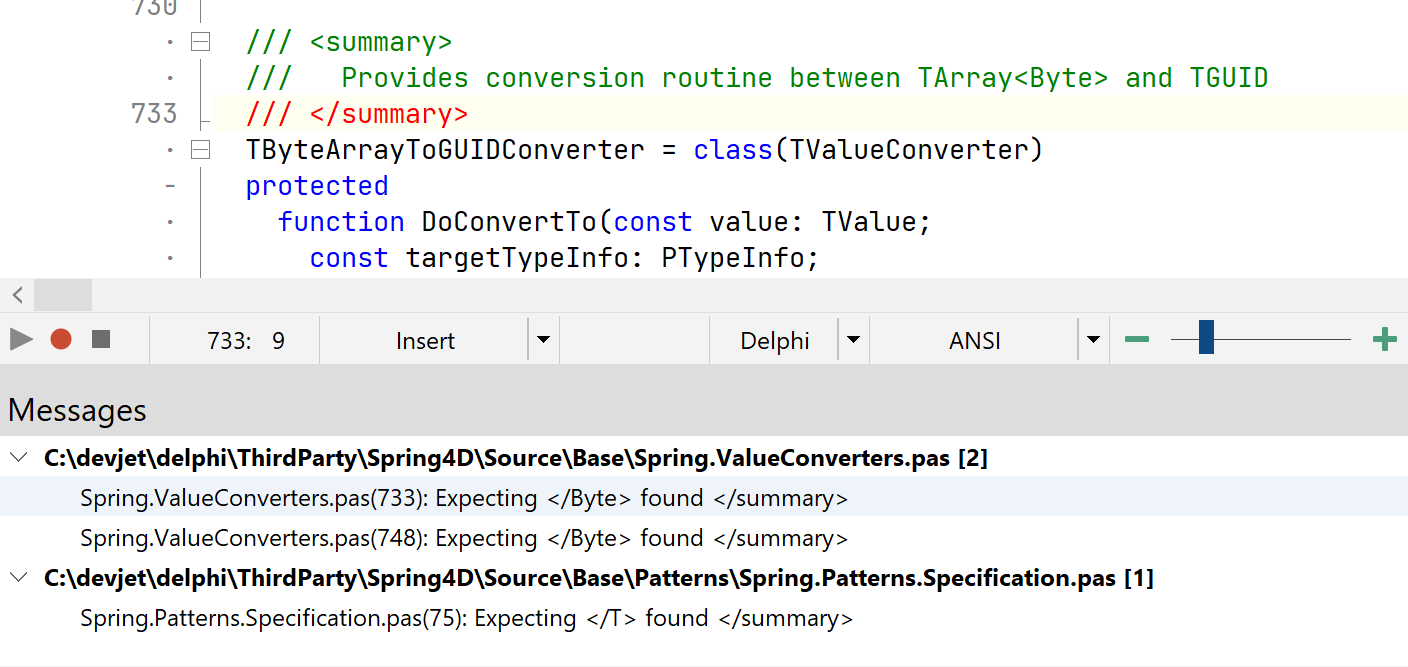 730
/// <summary>
/// Provides conversion routine between TArray<Byte> and TGUID
733 /// </summary>
TByteArrayToGUIDConverter = class(TValueConverter)
protected
function DoConvertTo(const value: TValue;
const targetTypeInfo: PTypeInfo;
733: 9 Insert Delphi ANSI
Messages
C:\devjet\delphi\ThirdParty\Spring4D\Source\Base\Spring.ValueConverters.pas [2]
Spring.ValueConverters.pas(733): Expecting </Byte> found </summary>
Spring.ValueConverters.pas(748): Expecting </Byte> found </summary>
C:\devjet\delphi\ThirdParty\Spring4D\Source\Base\Patterns\Spring.Patterns.Specification.pas [1]
Spring.Patterns.Specification.pas(75): Expecting </T> found </summary>